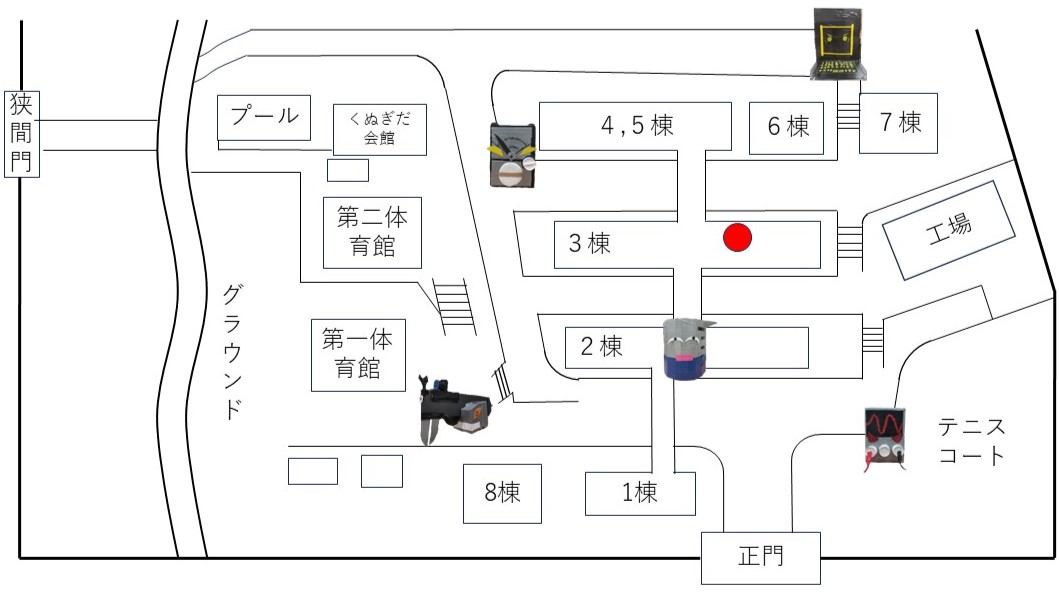 狭
間
門
プール
くぬぎだ
会館
4,5棟
6棟
7棟
第二体
育館
3棟
工場
グ
ラ
ウ
ン
ド
第一体
育館
2棟
テニス
コート
8棟
1棟
正門